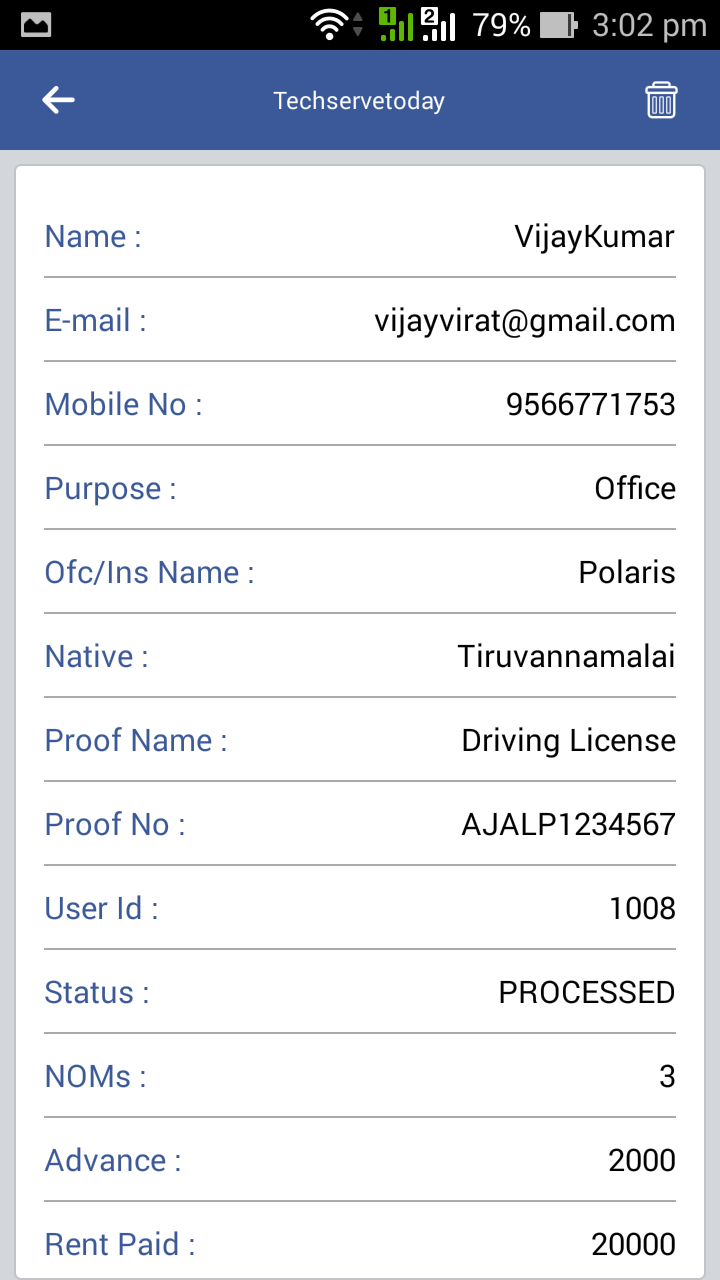 1 2 79% 3:02 pm
Techservetoday
Name : VijayKumar
E-mail : vijayvirat@gmail.com
Mobile No : 9566771753
Purpose : Office
Ofc/Ins Name : Polaris
Native : Tiruvannamalai
Proof Name : Driving License
Proof No : AJALP1234567
User Id : 1008
Status : PROCESSED
NOMs : 3
Advance : 2000
Rent Paid : 20000